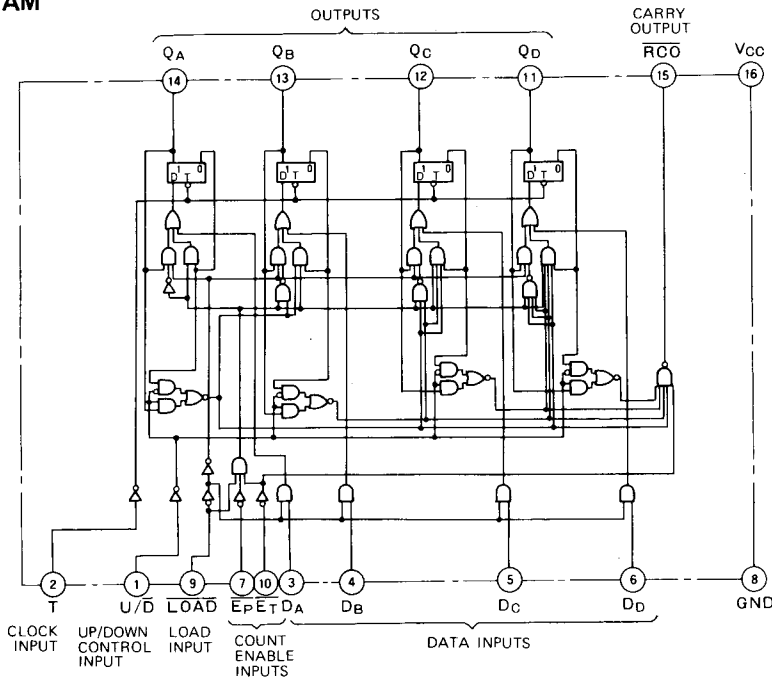 AM
OUTPUTS
CARRY
OUTPUT
QA QB QC QD RCO VCC
14 13 12 11 15 16
D 1 T 0 D 1 T 0 D 1 T 0 D 1 T 0
2 1 9 7 10 3 4 5 6 8
T U/D LOAD EP ET DA DB DC DD GND
CLOCK
INPUT
UP/DOWN
CONTROL
INPUT
LOAD
INPUT
COUNT
ENABLE
INPUTS
DATA INPUTS